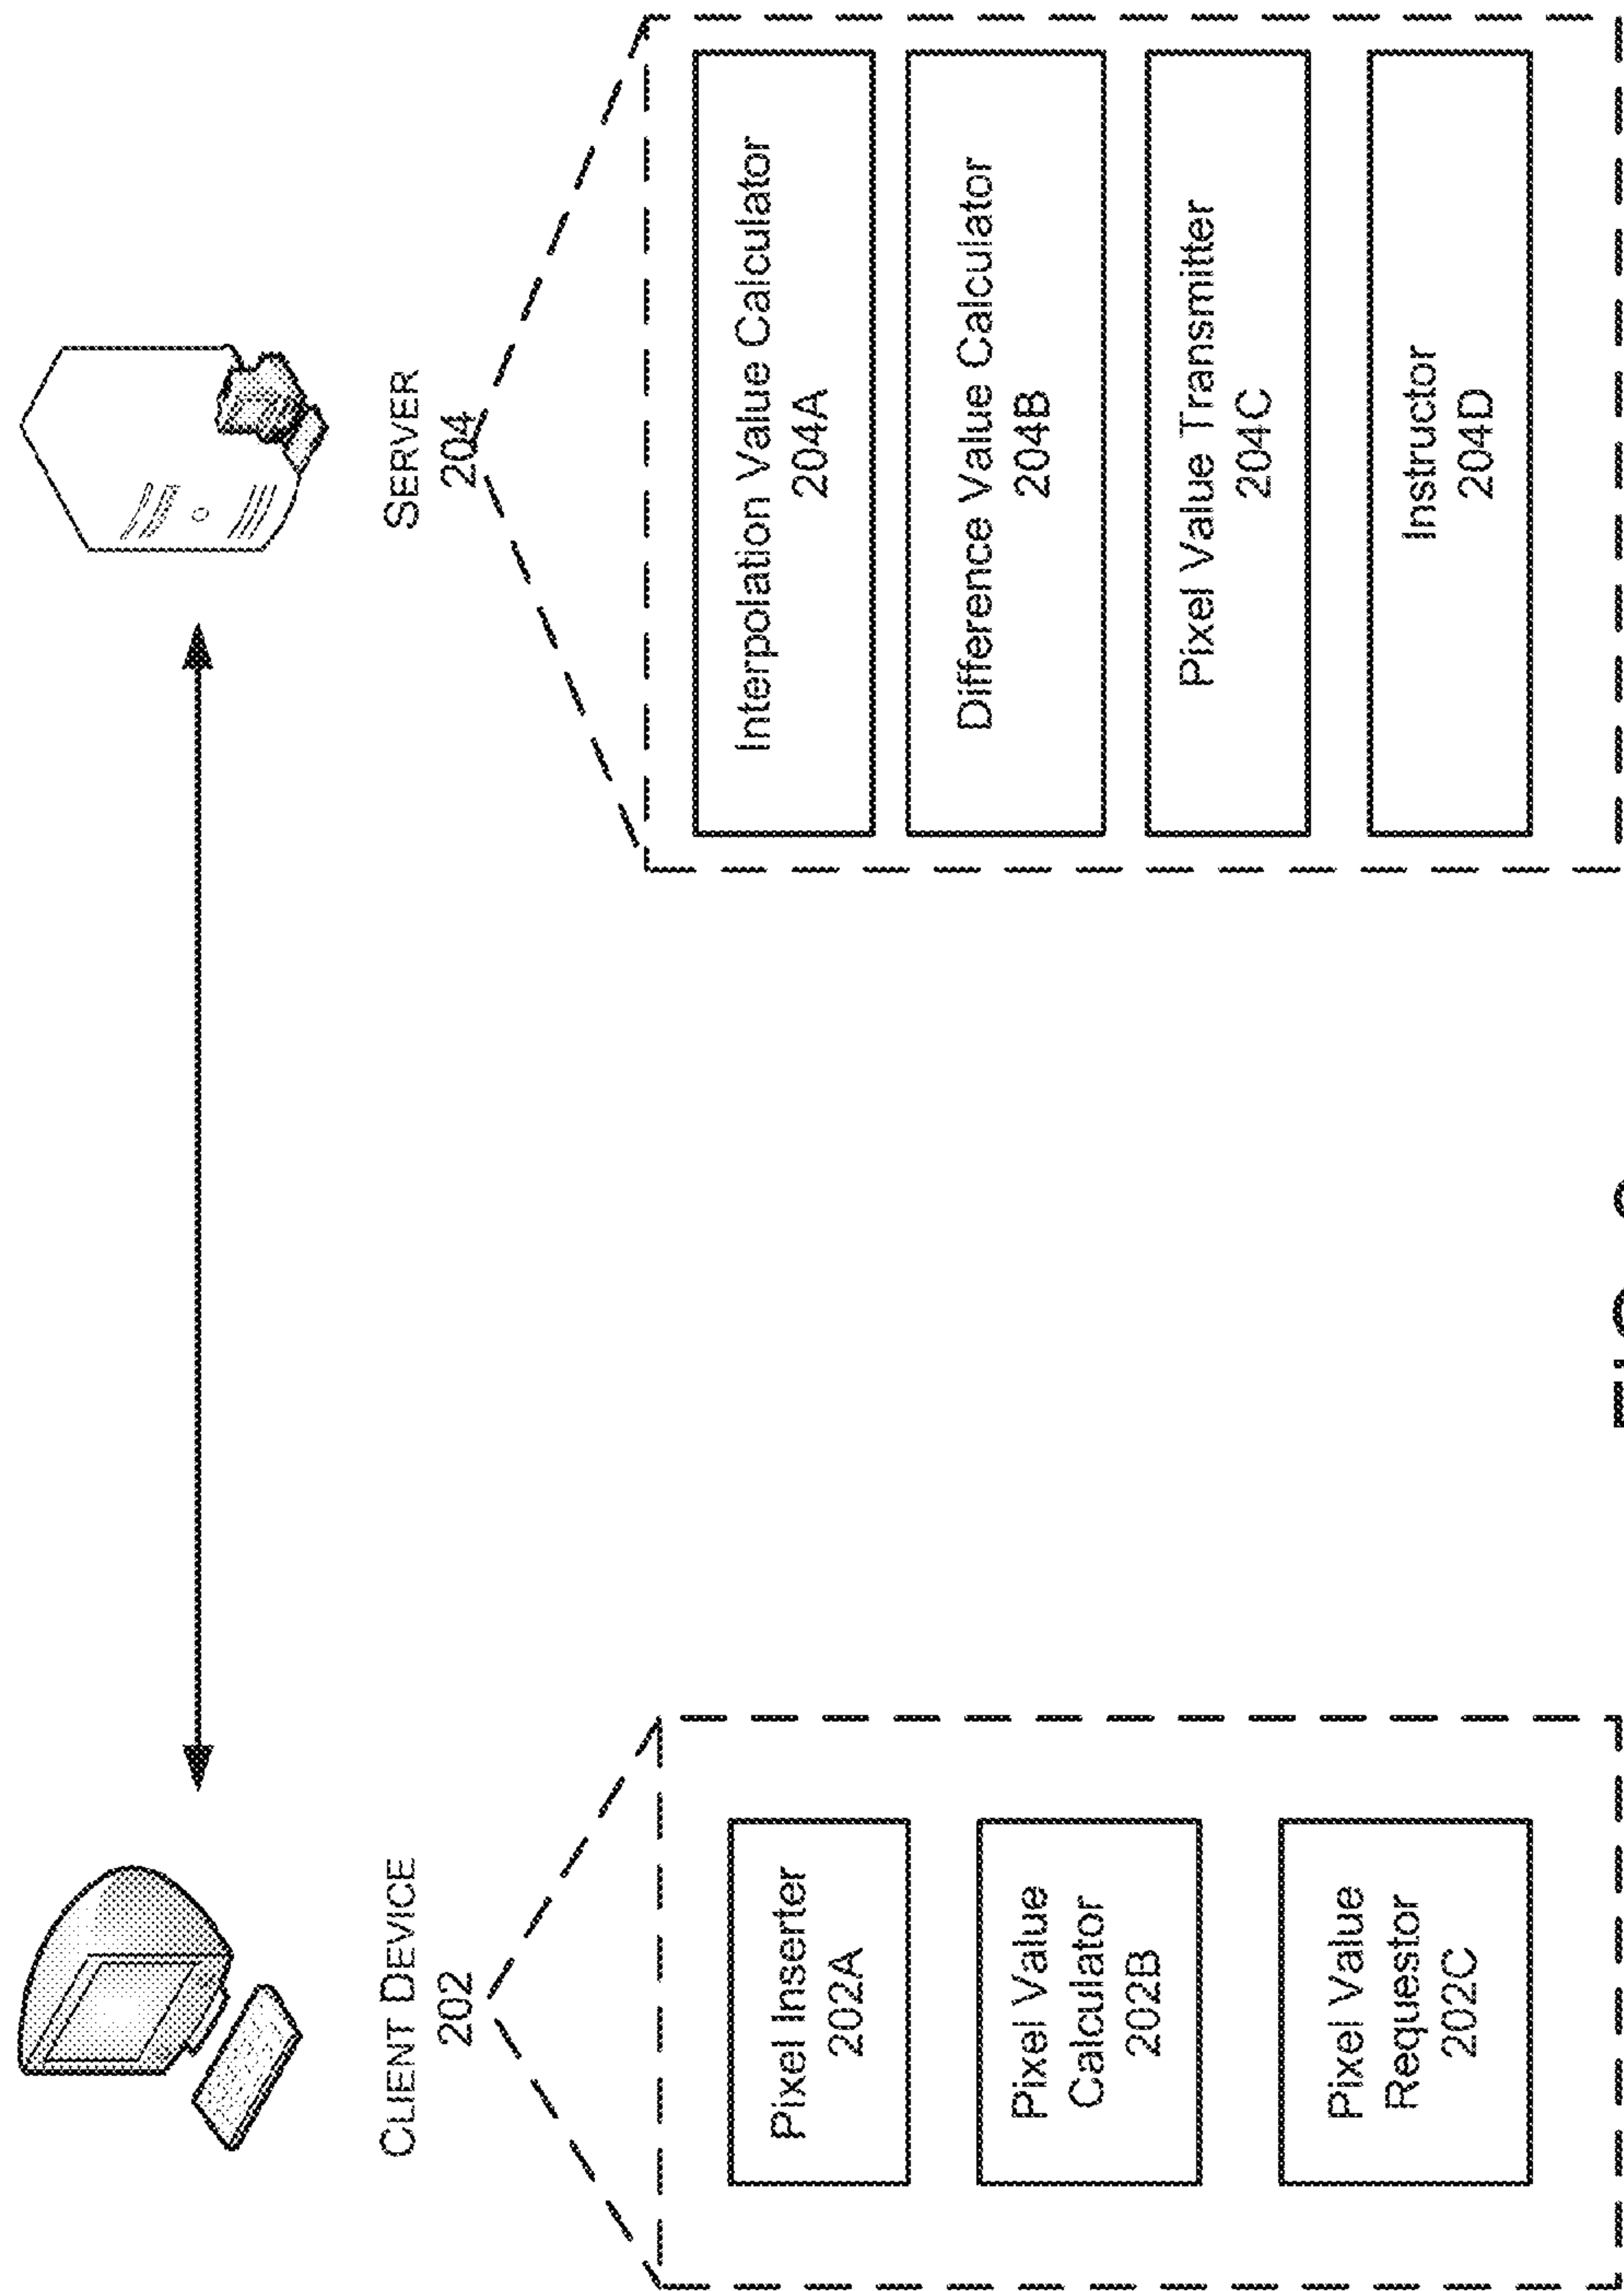 CLIENT DEVICE
202
Pixel Inserter
202A
Pixel Value
Calculator
202B
Pixel Value
Requestor
202C
SERVER
204
Interpolation Value Calculator
204A
Difference Value Calculator
204B
Pixel Value Transmitter
204C
Instructor
204D